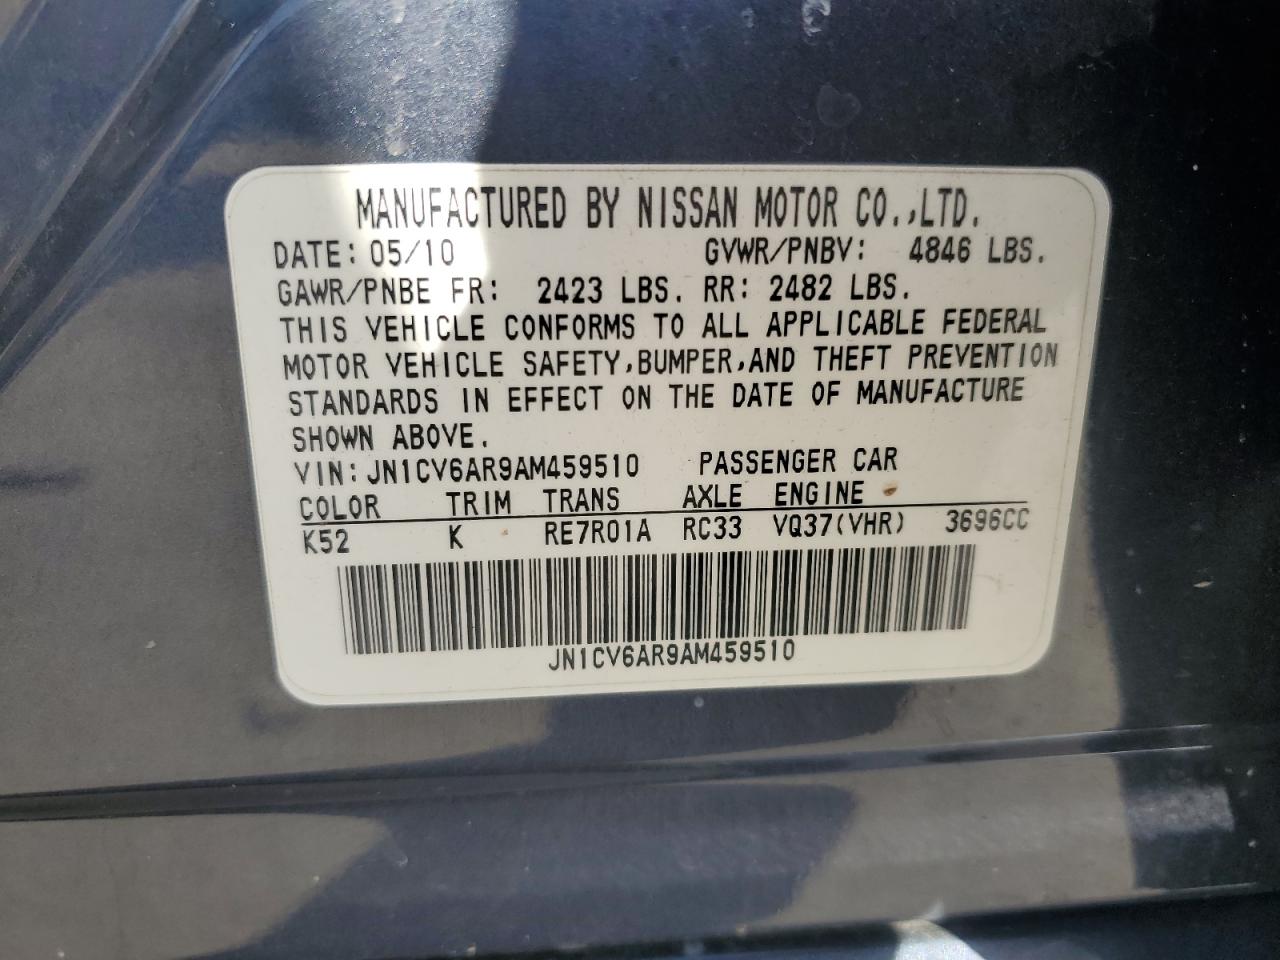 MANUFACTURED BY NISSAN MOTOR CO.,LTD.
DATE: 05/10 GVWR/PNBV: 4846 LBS.
GAWR/PNBE FR: 2423 LBS. RR: 2482 LBS.
THIS VEHICLE CONFORMS TO ALL APPLICABLE FEDERAL
MOTOR VEHICLE SAFETY,BUMPER,AND THEFT PREVENTION
STANDARDS IN EFFECT ON THE DATE OF MANUFACTURE
SHOWN ABOVE.
VIN: JN1CV6AR9AM459510 PASSENGER CAR
COLOR TRIM TRANS AXLE ENGINE
K52 K RE7R01A RC33 VQ37(VHR) 3696CC
JN1CV6AR9AM459510